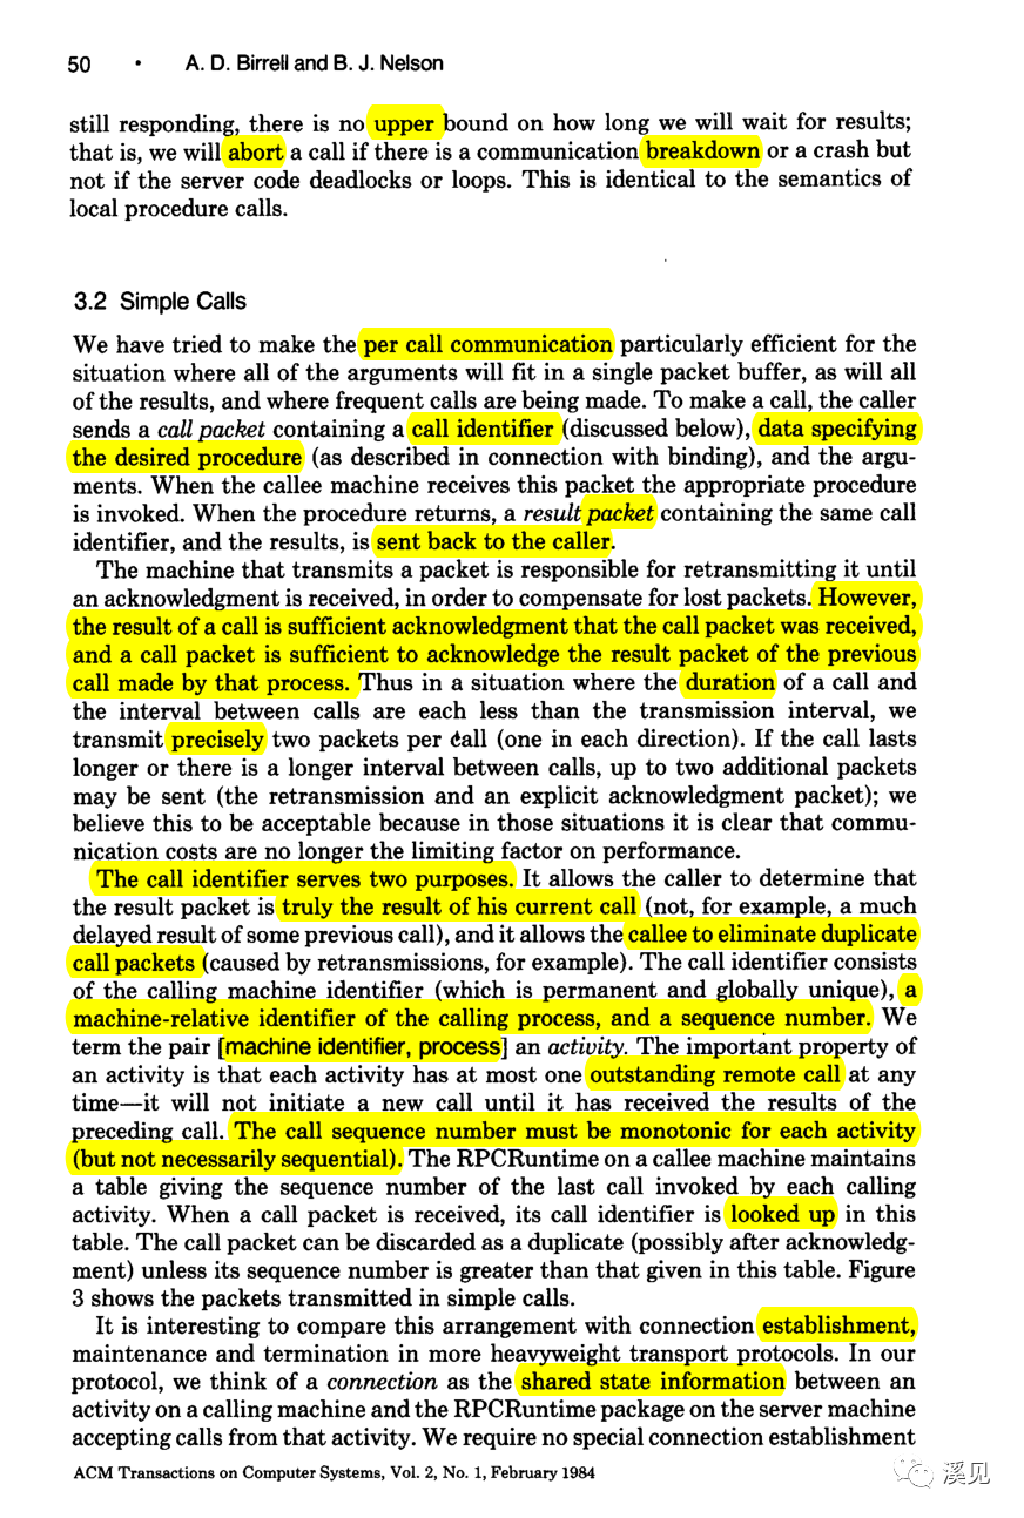 50 • A. D. Birrell and B. J. Nelson
still responding, there is no upper bound on how long we will wait for results;
that is, we will abort a call if there is a communication breakdown or a crash but
not if the server code deadlocks or loops. This is identical to the semantics of
local procedure calls.
3.2 Simple Calls
We have tried to make the per call communication particularly efficient for the
situation where all of the arguments will fit in a single packet buffer, as will all
of the results, and where frequent calls are being made. To make a call, the caller
sends a call packet containing a call identifier (discussed below), data specifying
the desired procedure (as described in connection with binding), and the argu-
ments. When the callee machine receives this packet the appropriate procedure
is invoked. When the procedure returns, a result packet containing the same call
identifier, and the results, is sent back to the caller.
The machine that transmits a packet is responsible for retransmitting it until
an acknowledgment is received, in order to compensate for lost packets. However,
the result of a call is sufficient acknowledgment that the call packet was received,
and a call packet is sufficient to acknowledge the result packet of the previous
call made by that process. Thus in a situation where the duration of a call and
the interval between calls are each less than the transmission interval, we
transmit precisely two packets per call (one in each direction). If the call lasts
longer or there is a longer interval between calls, up to two additional packets
may be sent (the retransmission and an explicit acknowledgment packet); we
believe this to be acceptable because in those situations it is clear that commu-
nication costs are no longer the limiting factor on performance.
The call identifier serves two purposes. It allows the caller to determine that
the result packet is truly the result of his current call (not, for example, a much
delayed result of some previous call), and it allows the callee to eliminate duplicate
call packets (caused by retransmissions, for example). The call identifier consists
of the calling machine identifier (which is permanent and globally unique), a
machine-relative identifier of the calling process, and a sequence number. We
term the pair [machine identifier, process] an activity. The important property of
an activity is that each activity has at most one outstanding remote call at any
time—it will not initiate a new call until it has received the results of the
preceding call. The call sequence number must be monotonic for each activity
(but not necessarily sequential). The RPCRuntime on a callee machine maintains
a table giving the sequence number of the last call invoked by each calling
activity. When a call packet is received, its call identifier is looked up in this
table. The call packet can be discarded as a duplicate (possibly after acknowledg-
ment) unless its sequence number is greater than that given in this table. Figure
3 shows the packets transmitted in simple calls.
It is interesting to compare this arrangement with connection establishment,
maintenance and termination in more heavyweight transport protocols. In our
protocol, we think of a connection as the shared state information between an
activity on a calling machine and the RPCRuntime package on the server machine
accepting calls from that activity. We require no special connection establishment
ACM Transactions on Computer Systems, Vol. 2, No. 1, February 1984
溪见